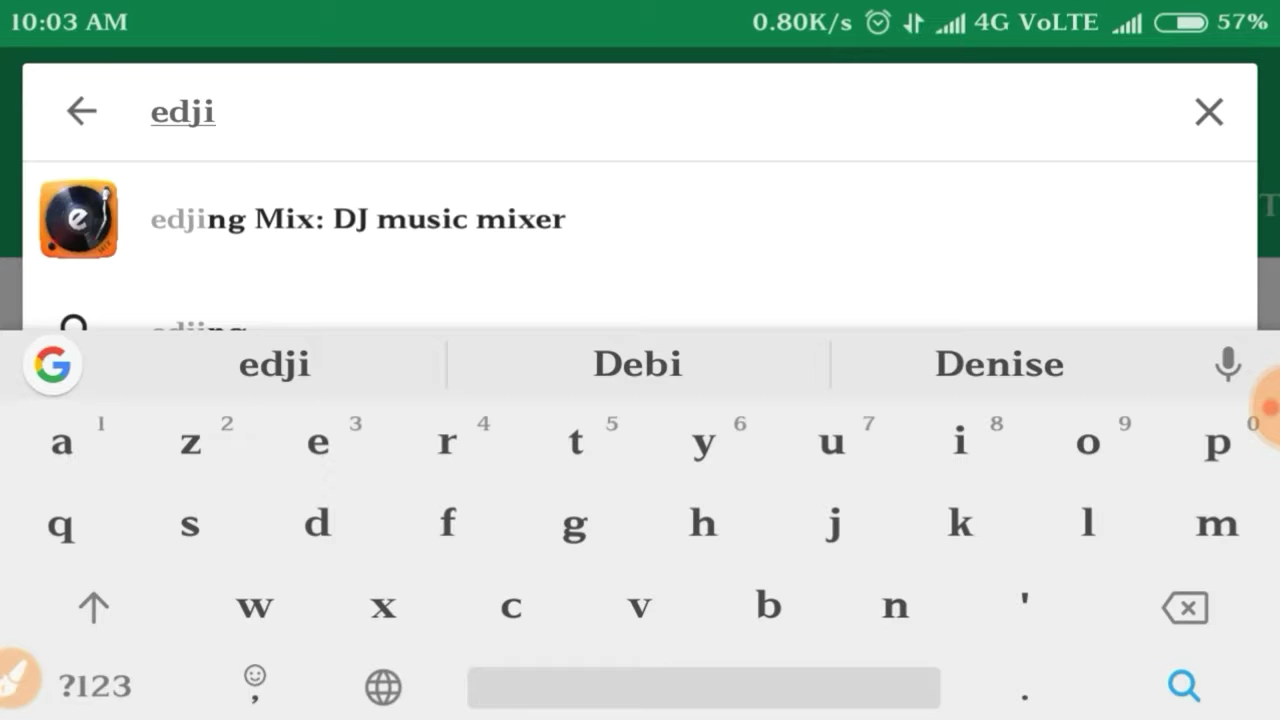 10:03 AM 0.80K/s 4G VoLTE 57%
edji
edjing Mix: DJ music mixer
edjing
edji Debi Denise
1 2 3 4 5 6 7 8 9 0
a z e r t y u i o p
q s d f g h j k l m
w x c v b n '
?123 , .